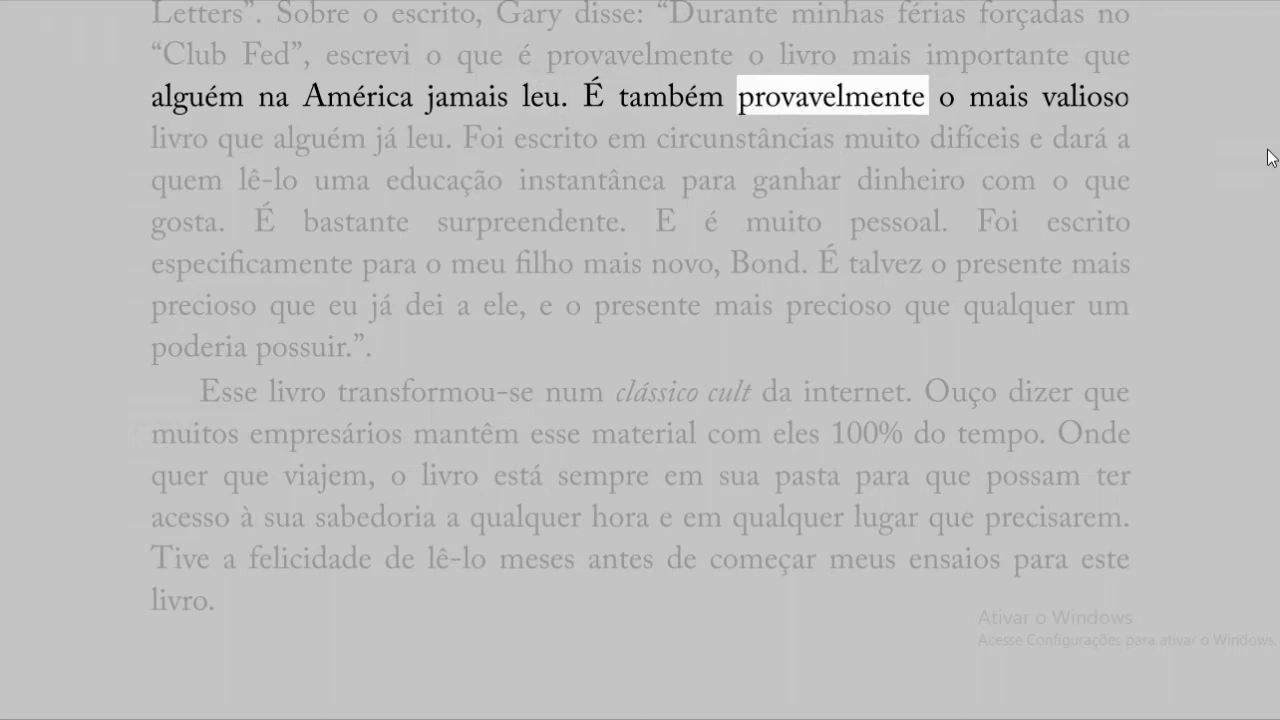 Letters”. Sobre o escrito, Gary disse: “Durante minhas férias forçadas no
“Club Fed”, escrevi o que é provavelmente o livro mais importante que
alguém na América jamais leu. É também provavelmente o mais valioso
livro que alguém já leu. Foi escrito em circunstâncias muito difíceis e dará a
quem lê-lo uma educação instantânea para ganhar dinheiro com o que
gosta. É bastante surpreendente. E é muito pessoal. Foi escrito
especificamente para o meu filho mais novo, Bond. É talvez o presente mais
precioso que eu já dei a ele, e o presente mais precioso que qualquer um
poderia possuir.”.
Esse livro transformou-se num clássico cult da internet. Ouço dizer que
muitos empresários mantêm esse material com eles 100% do tempo. Onde
quer que viajem, o livro está sempre em sua pasta para que possam ter
acesso à sua sabedoria a qualquer hora e em qualquer lugar que precisarem.
Tive a felicidade de lê-lo meses antes de começar meus ensaios para este
livro.
Ativar o Windows
Acesse Configurações para ativar o Windows.